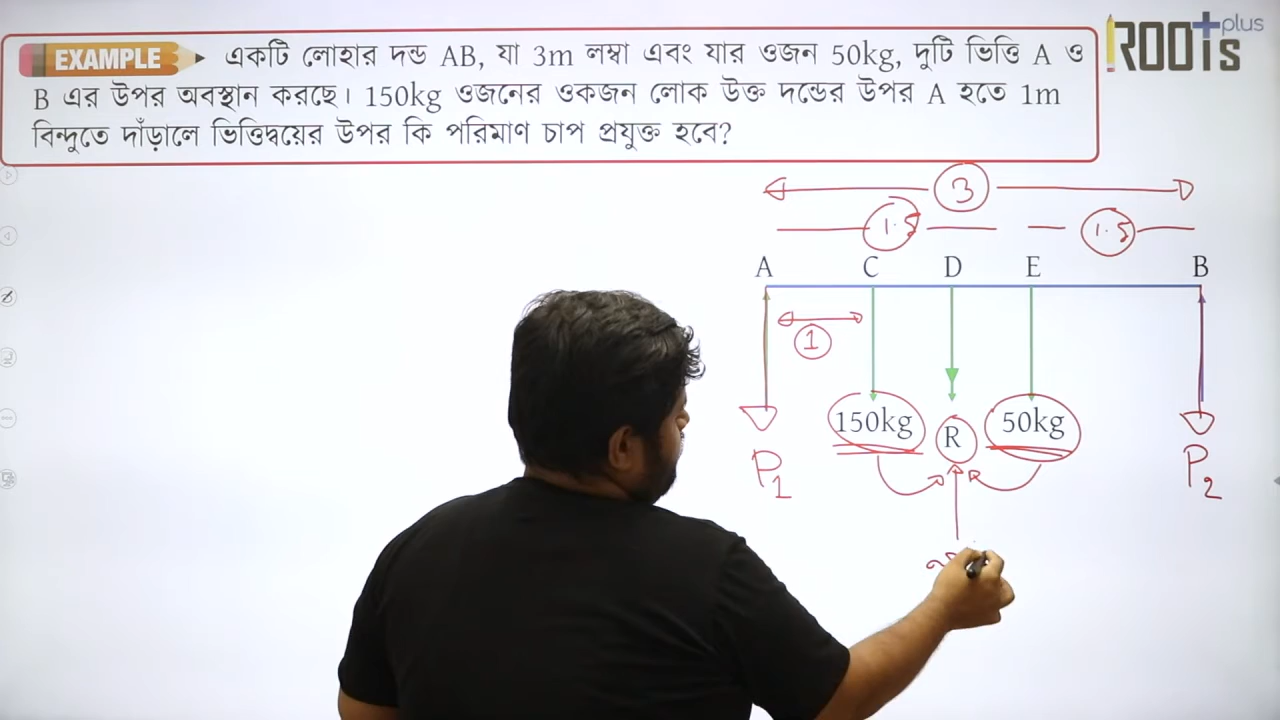 EXAMPLE একটি লোহার দন্ড AB, যা 3m লম্বা এবং যার ওজন 50kg, দুটি ভিত্তি A ও
B এর উপর অবস্থান করছে। 150kg ওজনের ওকজন লোক উক্ত দন্ডের উপর A হতে 1m
বিন্দুতে দাঁড়ালে ভিত্তিদ্বয়ের উপর কি পরিমাণ চাপ প্রযুক্ত হবে?
ROOTs plus
3
1.5 1.5
A C D E B
1
150kg R 50kg
P1 P2